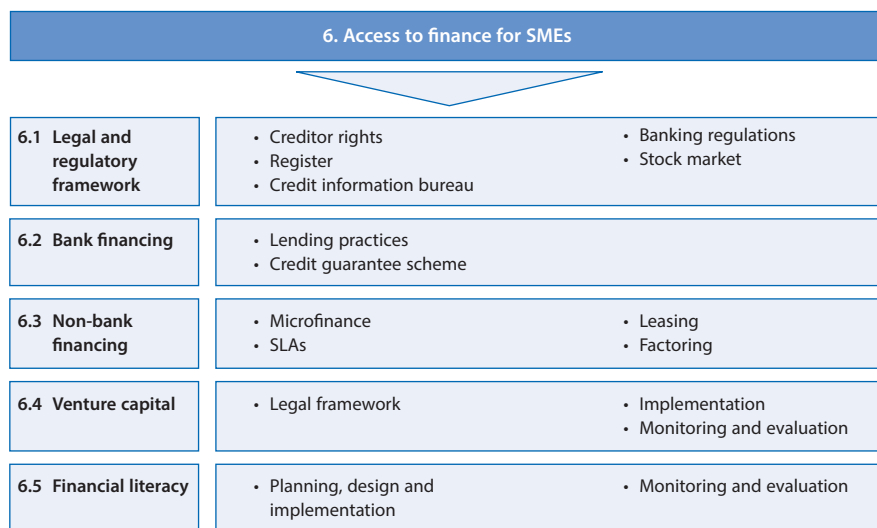 6. Access to finance for SMEs
6.1 Legal and
regulatory
framework
• Creditor rights
• Register
• Credit information bureau
• Banking regulations
• Stock market
6.2 Bank financing
• Lending practices
• Credit guarantee scheme
6.3 Non-bank
financing
• Microfinance
• SLAs
• Leasing
• Factoring
6.4 Venture capital
• Legal framework
• Implementation
• Monitoring and evaluation
6.5 Financial literacy
• Planning, design and
implementation
• Monitoring and evaluation